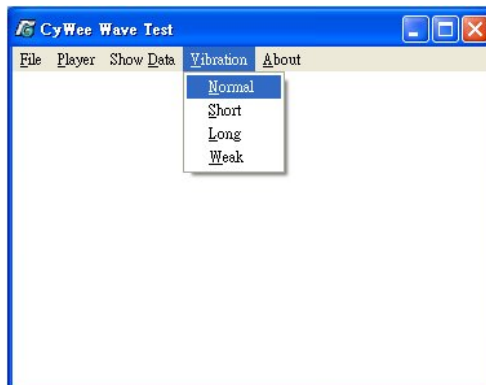 CyWee Wave Test
File Player Show Data Vibration About
Normal
Short
Long
Weak